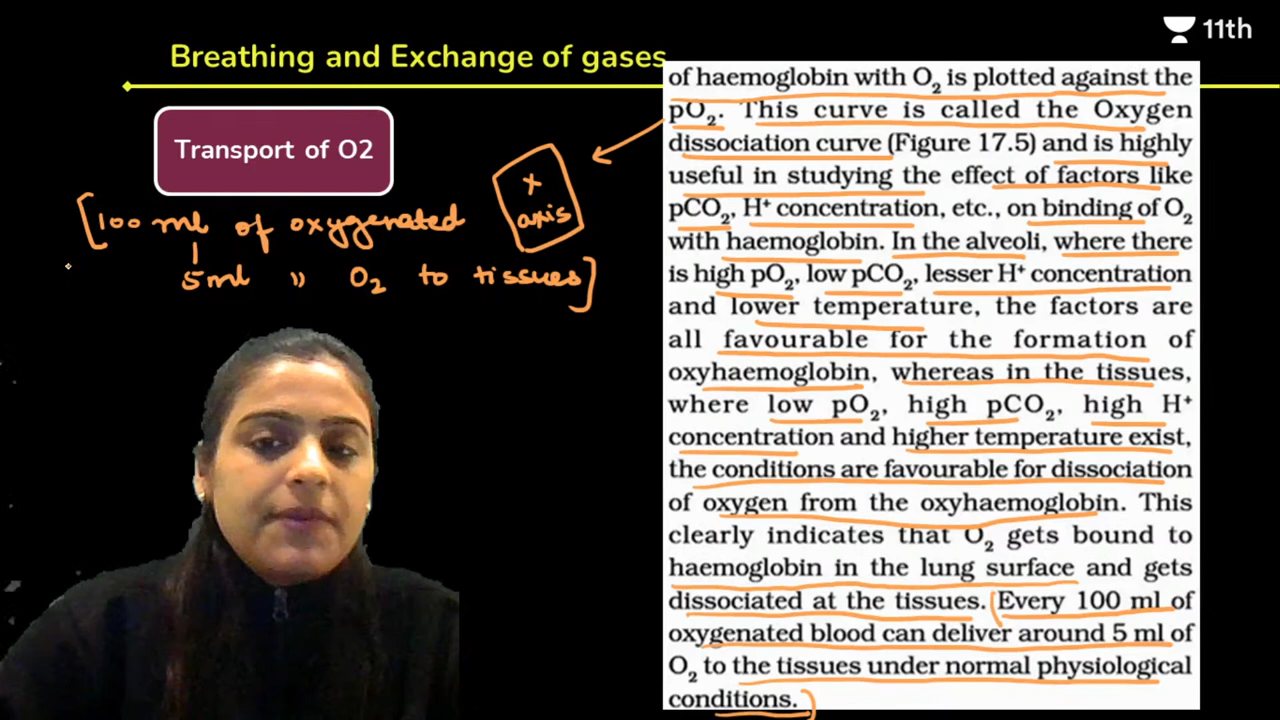 11th
Breathing and Exchange of gases
Transport of O2
[100 ml of oxygenated
5ml " O2 to tissues]
x
axis
of haemoglobin with O2 is plotted against the
pO2. This curve is called the Oxygen
dissociation curve (Figure 17.5) and is highly
useful in studying the effect of factors like
pCO2, H+ concentration, etc., on binding of O2
with haemoglobin. In the alveoli, where there
is high pO2, low pCO2, lesser H+ concentration
and lower temperature, the factors are
all favourable for the formation of
oxyhaemoglobin, whereas in the tissues,
where low pO2, high pCO2, high H+
concentration and higher temperature exist,
the conditions are favourable for dissociation
of oxygen from the oxyhaemoglobin. This
clearly indicates that O2 gets bound to
haemoglobin in the lung surface and gets
dissociated at the tissues. (Every 100 ml of
oxygenated blood can deliver around 5 ml of
O2 to the tissues under normal physiological
conditions.)